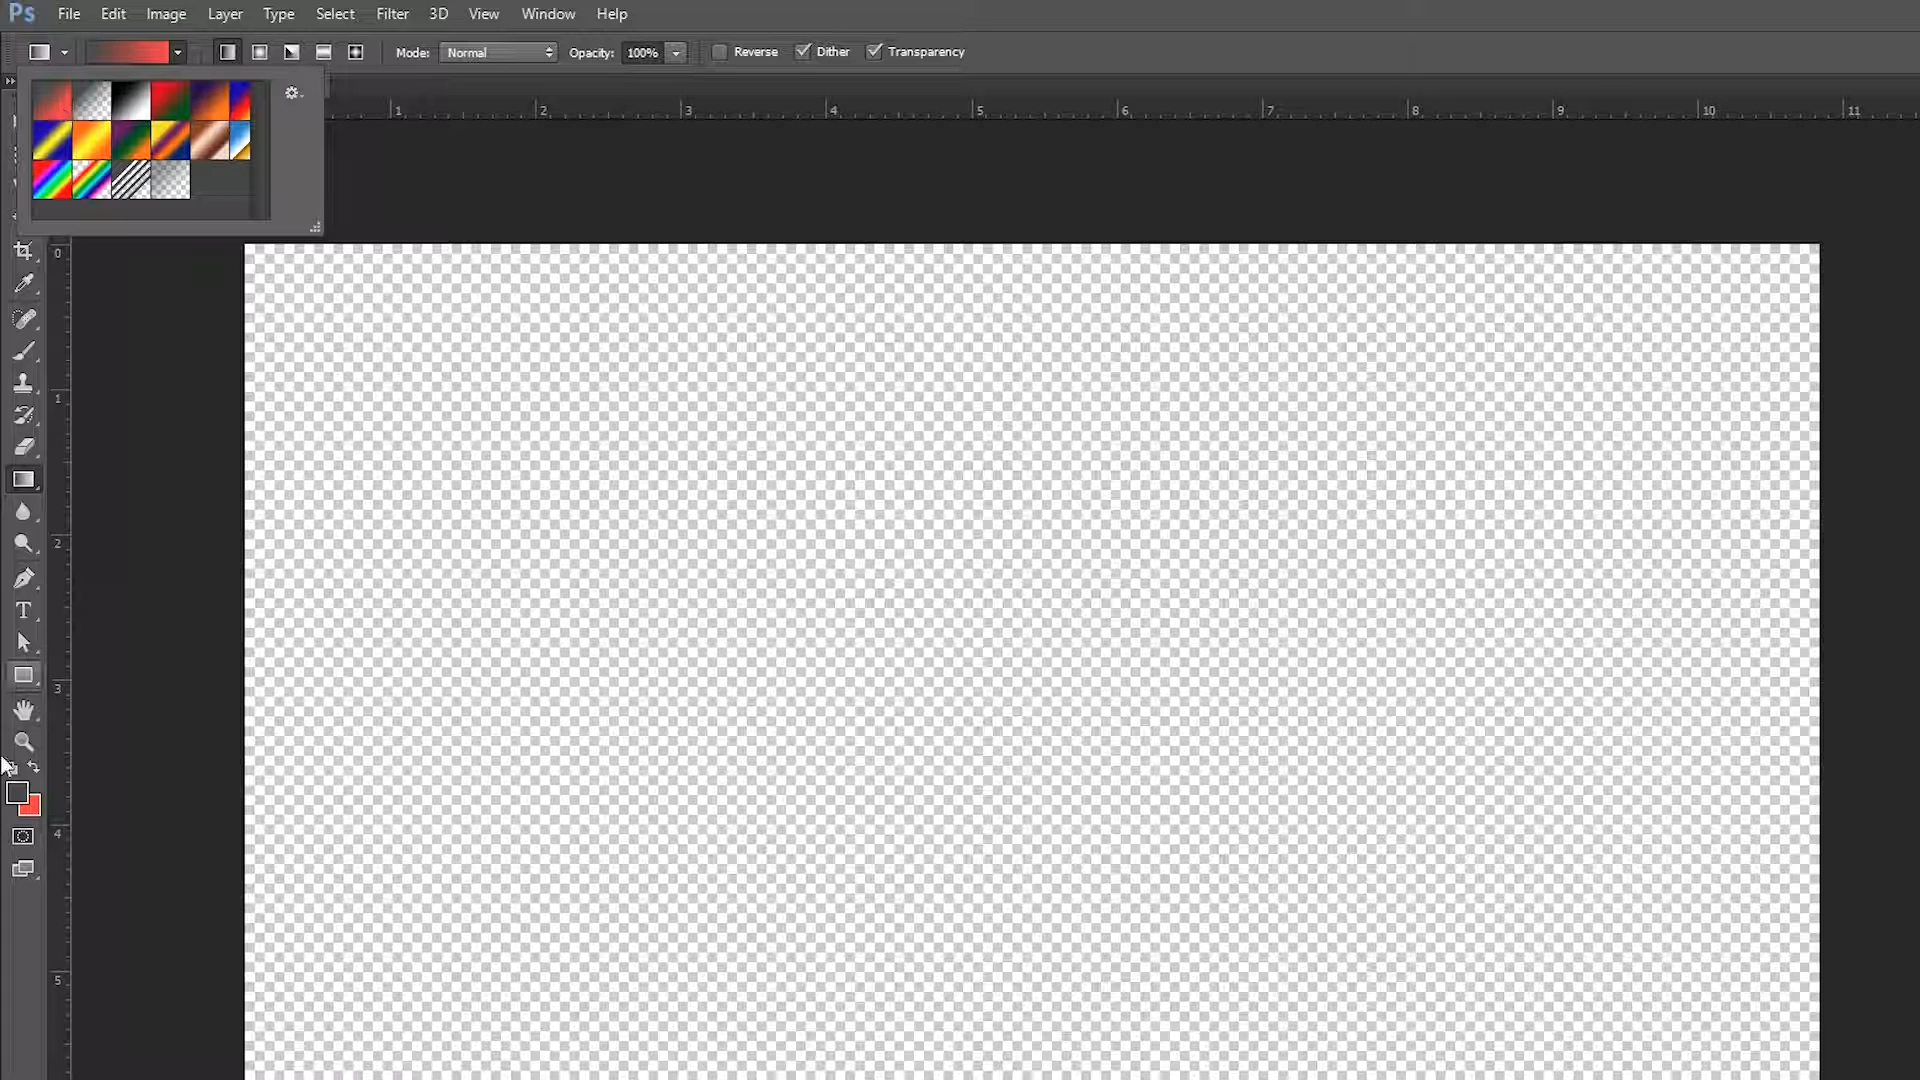 Ps File Edit Image Layer Type Select Filter 3D View Window Help
Mode: Normal Opacity: 100% Reverse Dither Transparency
1 2 3 4 5 6 7 8 9 10 11
0
1
2
T
3
4
5